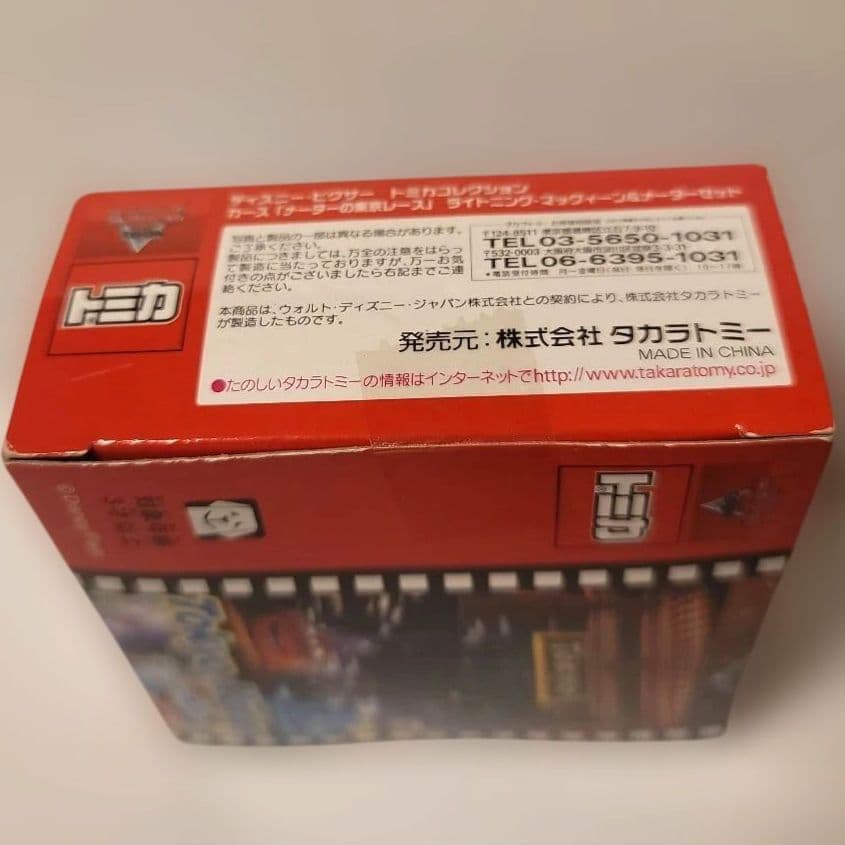 ディズニー・ピクサー トミカコレクション
カーズ「メーターの東京レース」 ライトニング・マックィーン&メーターセット
トミカ
写真と製品の一部は異なる場合があります。
ご了承ください。
製品につきましては、万全の注意をはらっ
て製造に当たっておりますが、万一お気
付きの点がございましたら右記までご連
絡ください。
〒124-8511
TEL 03-5650-1031
〒532-0003
TEL 06-6395-1031
本商品は、ウォルト・ディズニー・ジャパン株式会社との契約により、株式会社タカラトミー
が製造したものです。
発売元:株式会社 タカラトミー
MADE IN CHINA
●たのしいタカラトミーの情報はインターネットでhttp://www.takaratomy.co.jp
トミカ